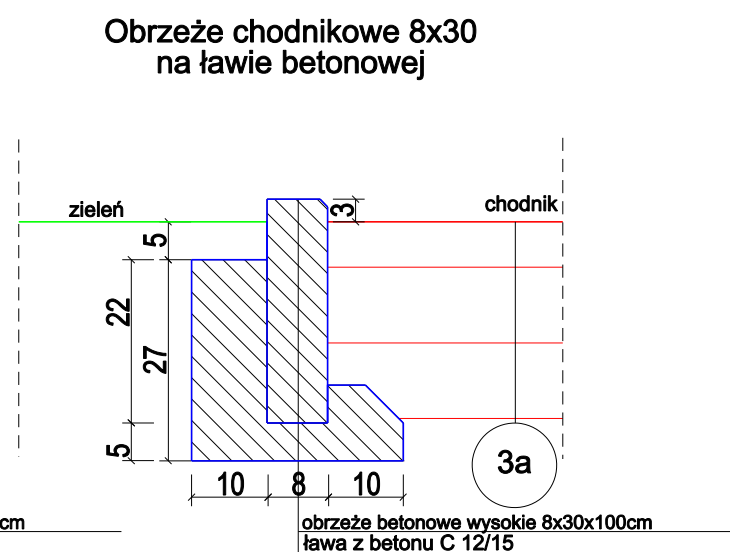 Obrzeże chodnikowe 8x30
na ławie betonowej
zieleń
chodnik
3
5
22
27
5
3a
10 8 10
cm
obrzeże betonowe wysokie 8x30x100cm
ława z betonu C 12/15